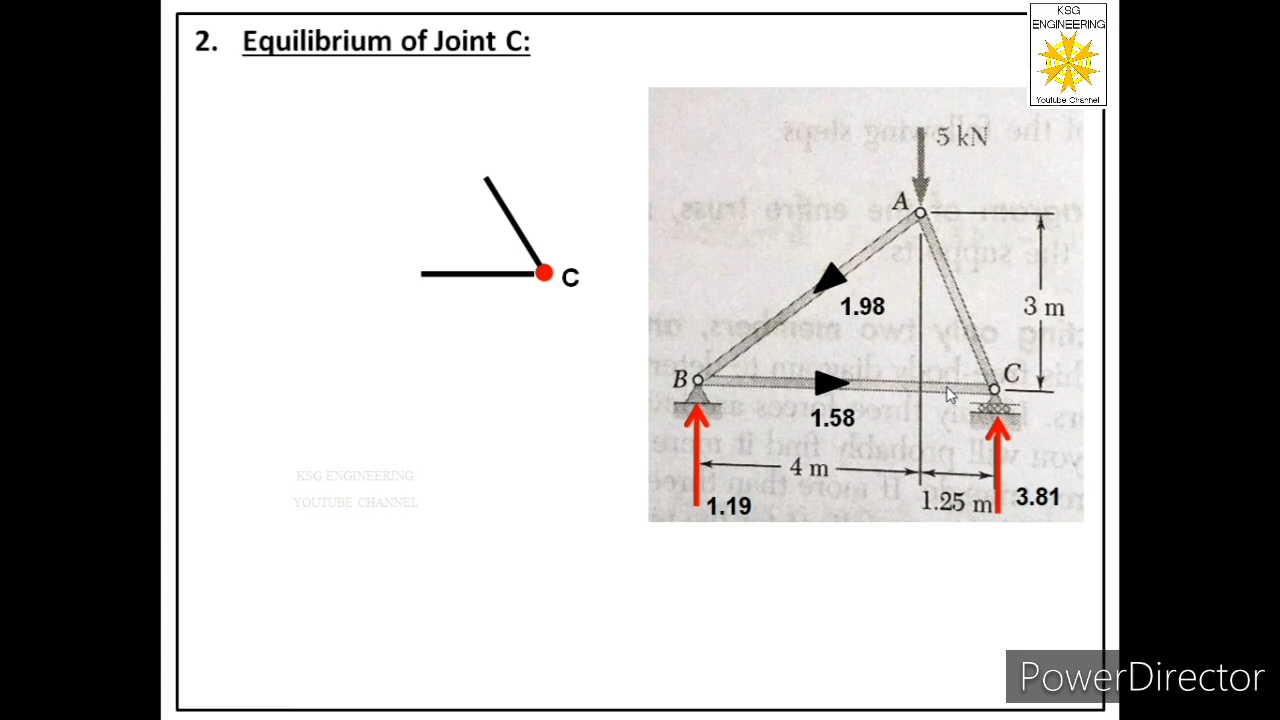 2. Equilibrium of Joint C:
KSG
ENGINEERING
Youtube Channel
C
5 kN
A
1.98
3 m
B
C
1.58
4 m
1.25 m
1.19
3.81
KSG ENGINEERING
YOUTUBE CHANNEL
PowerDirector